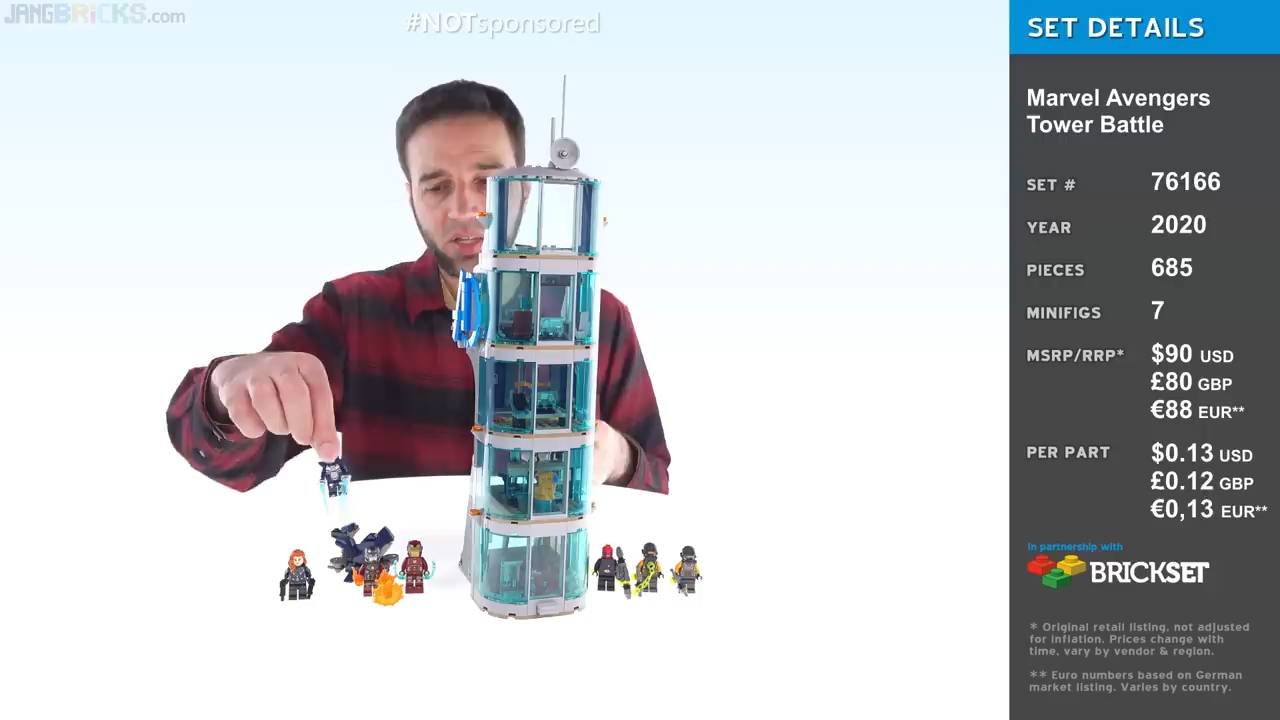 JANGBRICKS.com
#NOTsponsored
SET DETAILS
Marvel Avengers
Tower Battle
SET # 76166
YEAR 2020
PIECES 685
MINIFIGS 7
MSRP/RRP* $90 USD
£80 GBP
€88 EUR**
PER PART $0.13 USD
£0.12 GBP
€0,13 EUR**
In partnership with
BRICKSET
* Original retail listing, not adjusted
for inflation. Prices change with
time, vary by vendor & region.
** Euro numbers based on German
market listing. Varies by country.